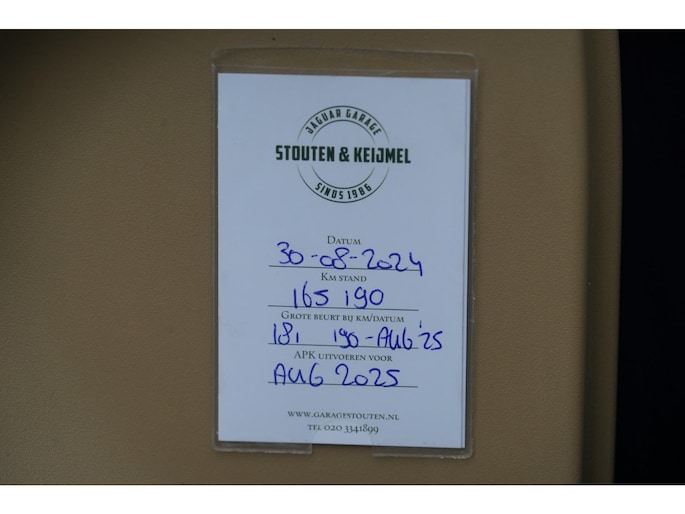 JAGUAR GARAGE
STOUTEN & KEIJMEL
SINDS 1986
DATUM
30-08-2024
KM STAND
165 190
GROTE BEURT BIJ KM/DATUM
181 190-AUG '25
APK UITVOEREN VOOR
AUG 2025
WWW.GARAGESTOUTEN.NL
TEL 020 3341899